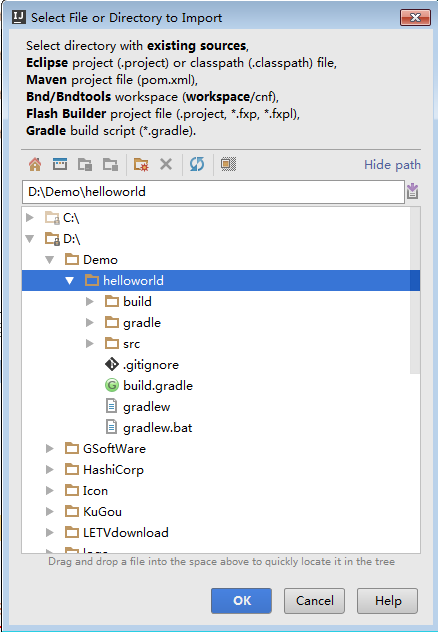 IJ Select File or Directory to Import
Select directory with existing sources,
Eclipse project (.project) or classpath (.classpath) file,
Maven project file (pom.xml),
Bnd/Bndtools workspace (workspace/cnf),
Flash Builder project file (.project, *.fxp, *.fxpl),
Gradle build script (*.gradle).
Hide path
D:\Demo\helloworld
C:\
D:\
Demo
helloworld
build
gradle
src
.gitignore
G build.gradle
gradlew
gradlew.bat
GSoftWare
HashiCorp
Icon
KuGou
LETVdownload
Drag and drop a file into the space above to quickly locate it in the tree
OK Cancel Help